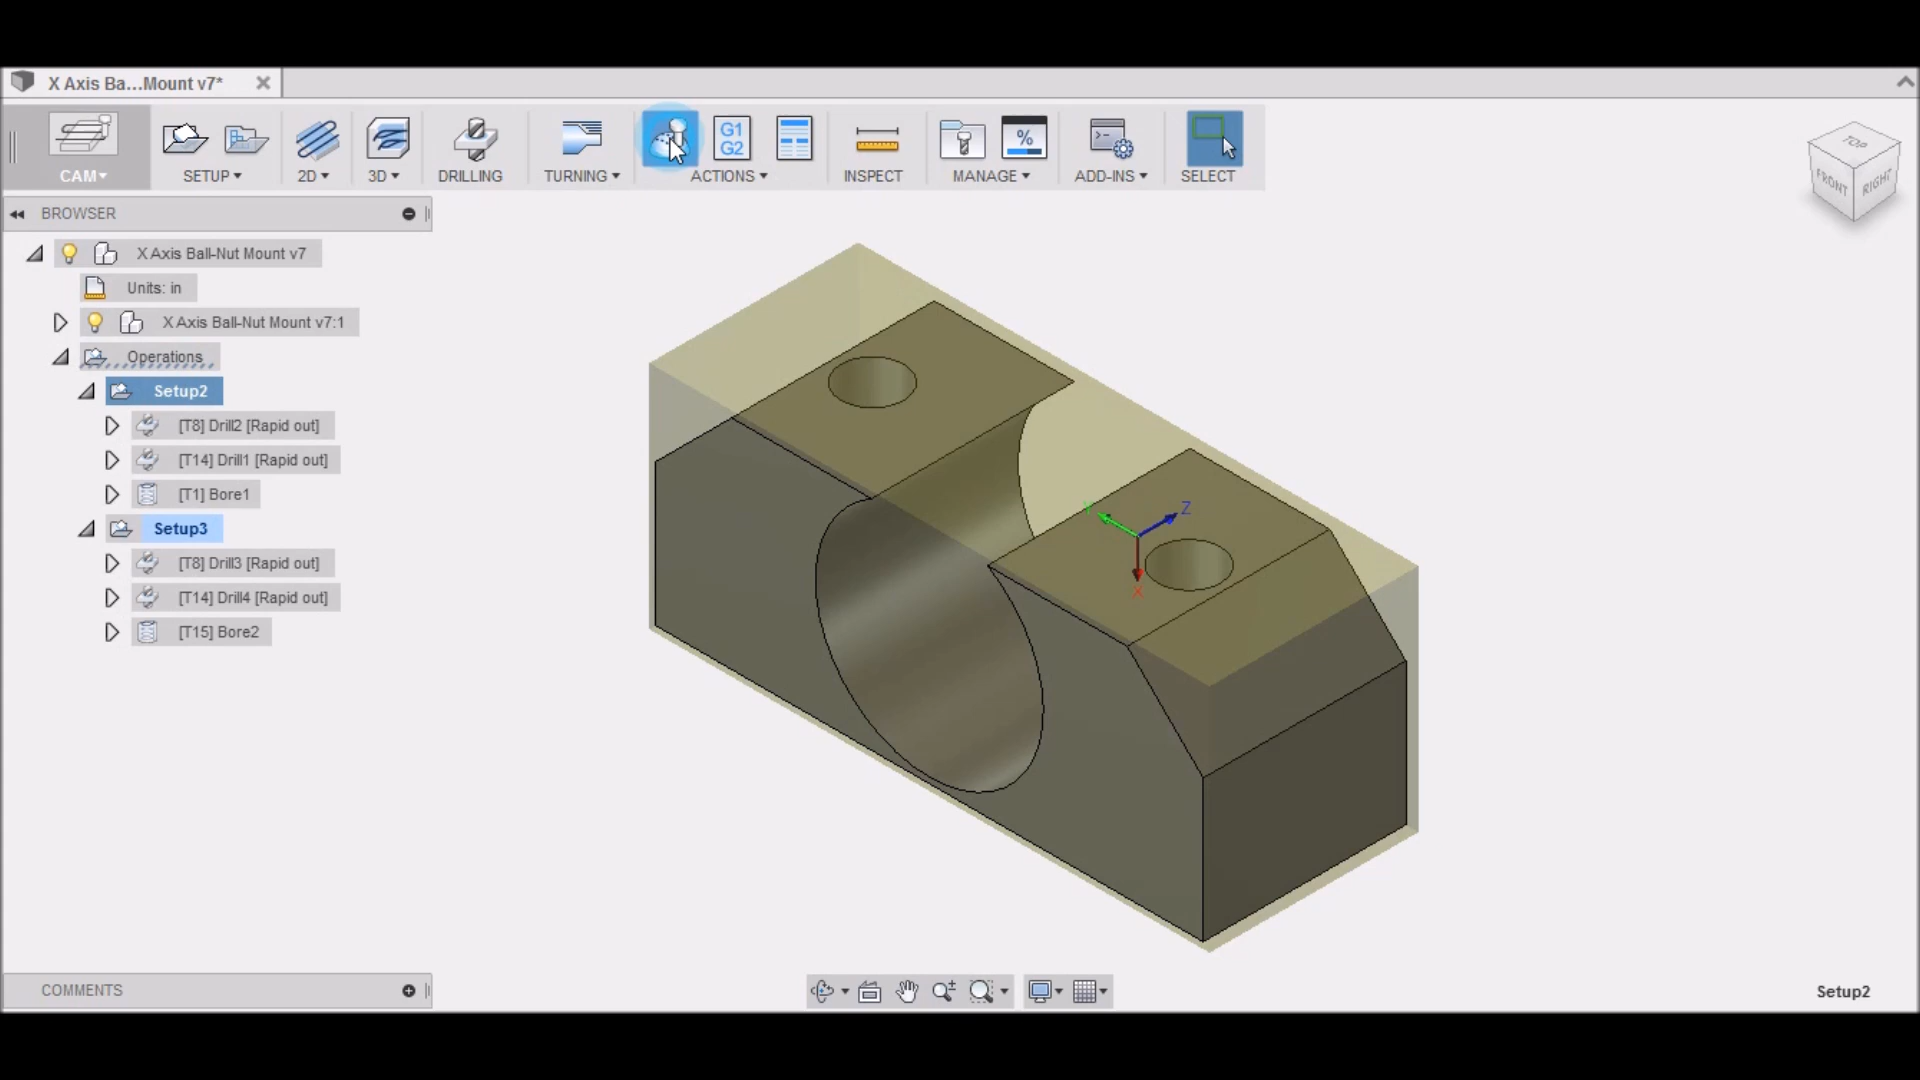 X Axis Ba...Mount v7*
G1
G2
%
CAM
SETUP
2D
3D
DRILLING
TURNING
ACTIONS
INSPECT
MANAGE
ADD-INS
SELECT
TOP
FRONT
RIGHT
BROWSER
X Axis Ball-Nut Mount v7
Units: in
X Axis Ball-Nut Mount v7:1
Operations
Setup2
[T8] Drill2 [Rapid out]
[T14] Drill1 [Rapid out]
[T1] Bore1
Setup3
[T8] Drill3 [Rapid out]
[T14] Drill4 [Rapid out]
[T15] Bore2
Y
Z
X
COMMENTS
Setup2